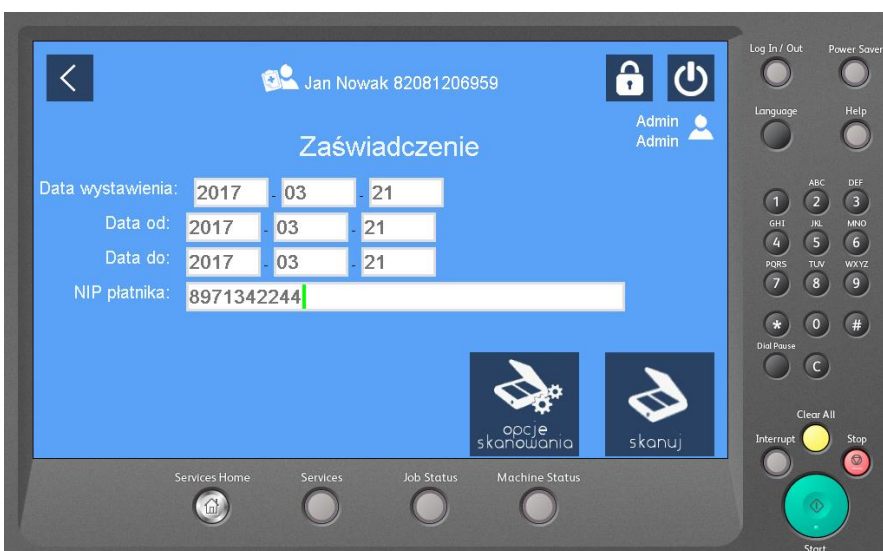 Log In / Out
Power Saver
Jan Nowak 82081206959
Admin
Admin
Language
Help
Zaświadczenie
Data wystawienia: 2017 - 03 - 21
Data od: 2017 - 03 - 21
Data do: 2017 - 03 - 21
NIP płatnika: 8971342244
ABC DEF
1 2 3
GHI JKL MNO
4 5 6
PQRS TUV WXYZ
7 8 9
* 0 #
Dial Pause
C
opcje
skanowania
skanuj
Clear All
Interrupt
Stop
Services Home
Services
Job Status
Machine Status
Start